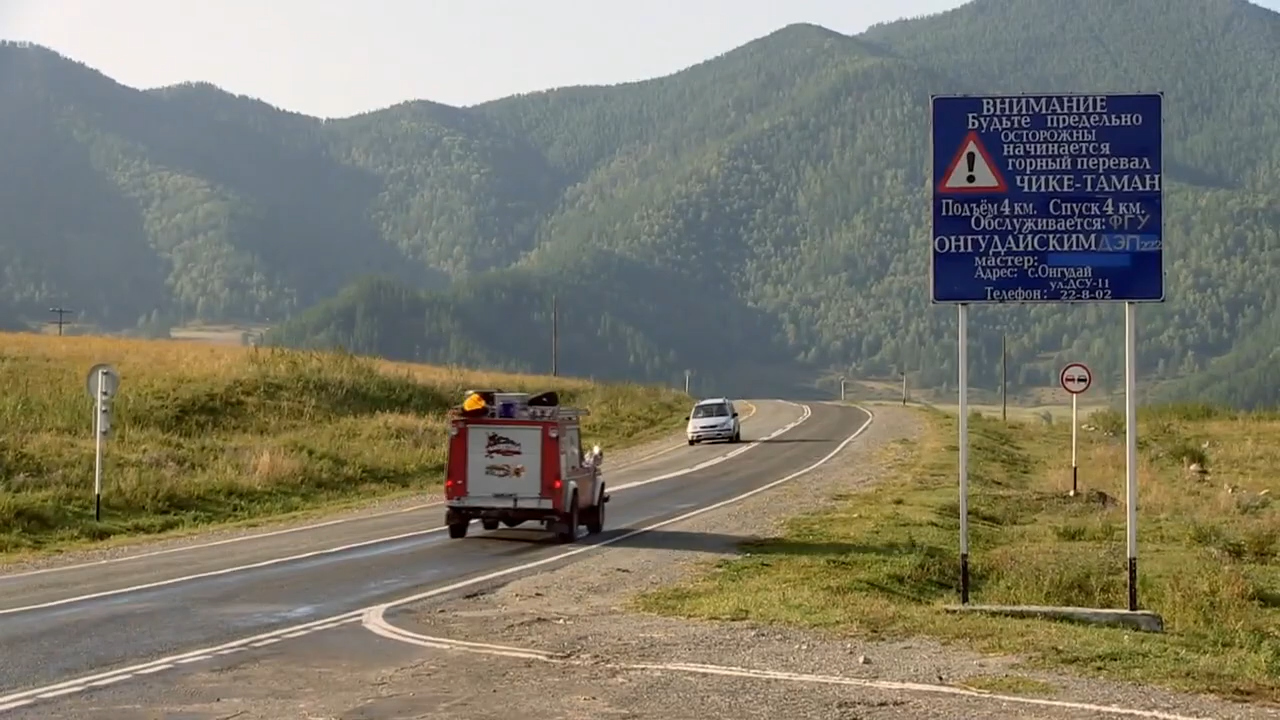 ВНИМАНИЕ
Будьте предельно
ОСТОРОЖНЫ
начинается
горный перевал
ЧИКЕ-ТАМАН
Подъём 4 км. Спуск 4 км.
Обслуживается: ФГУ
ОНГУДАЙСКИМ ДЭП 222
мастер:
Адрес: с.Онгудай
ул.ДСУ-11
Телефон: 22-8-02